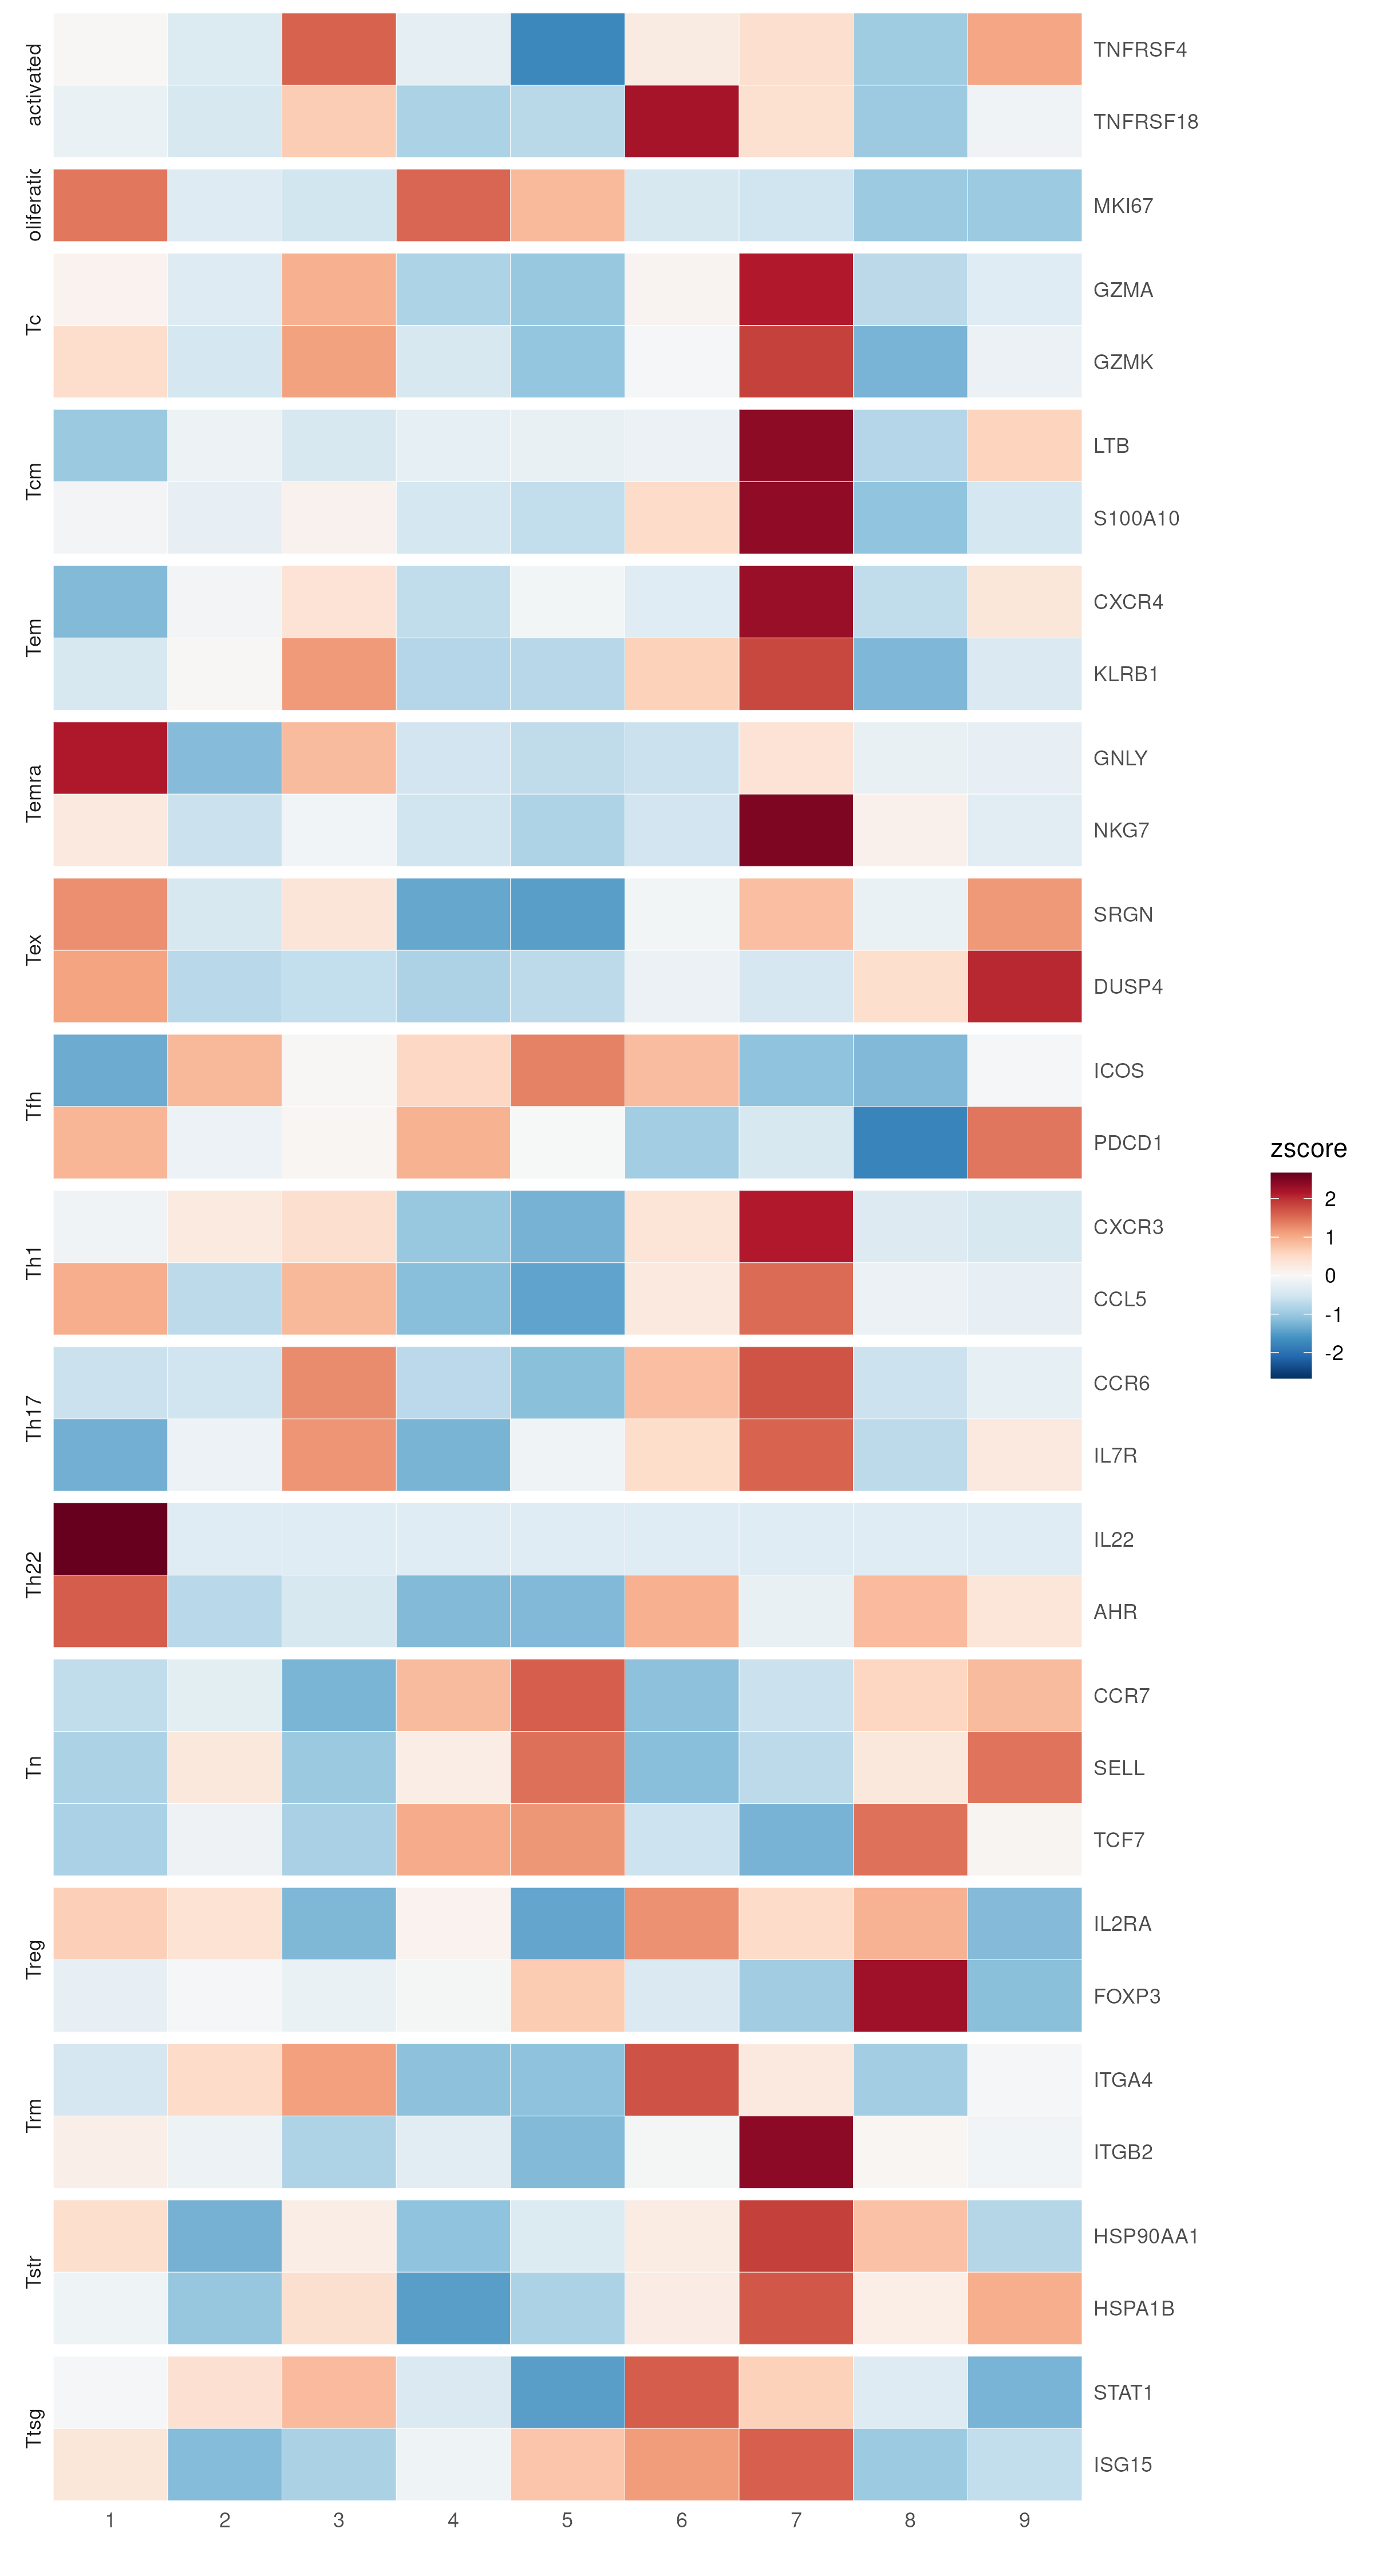 activated
TNFRSF4
TNFRSF18
oliferatic
MKI67
Tc
GZMA
GZMK
Tcm
LTB
S100A10
Tem
CXCR4
KLRB1
Temra
GNLY
NKG7
Tex
SRGN
DUSP4
Tfh
ICOS
PDCD1
Th1
CXCR3
CCL5
Th17
CCR6
IL7R
Th22
IL22
AHR
Tn
CCR7
SELL
TCF7
Treg
IL2RA
FOXP3
Trm
ITGA4
ITGB2
Tstr
HSP90AA1
HSPA1B
Ttsg
STAT1
ISG15
1 2 3 4 5 6 7 8 9
zscore
2
1
0
-1
-2